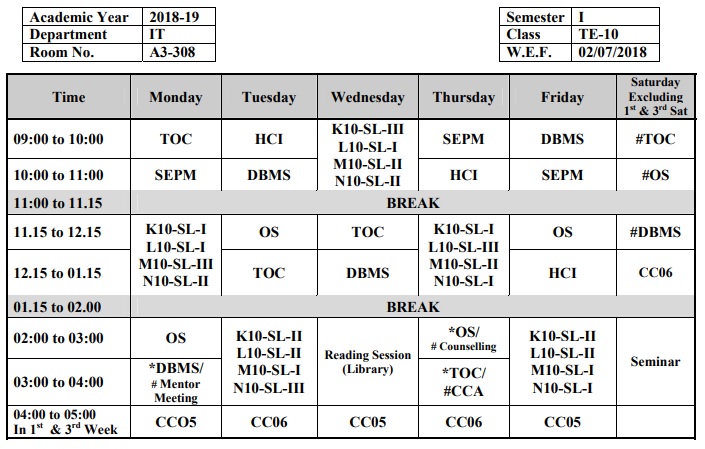 Academic Year 2018-19
Department IT
Room No. A3-308
Semester I
Class TE-10
W.E.F. 02/07/2018
Time Monday Tuesday Wednesday Thursday Friday Saturday Excluding 1st & 3rd Sat
09:00 to 10:00 TOC HCI K10-SL-III L10-SL-I M10-SL-II N10-SL-II SEPM DBMS #TOC
10:00 to 11:00 SEPM DBMS HCI SEPM #OS
11:00 to 11.15 BREAK
11.15 to 12.15 K10-SL-I L10-SL-I M10-SL-III N10-SL-II OS TOC K10-SL-I L10-SL-III M10-SL-II N10-SL-I OS #DBMS
12.15 to 01.15 TOC DBMS HCI CC06
01.15 to 02.00 BREAK
02:00 to 03:00 OS K10-SL-II L10-SL-II M10-SL-I N10-SL-III Reading Session (Library) *OS/ # Counselling K10-SL-II L10-SL-II M10-SL-I N10-SL-I Seminar
03:00 to 04:00 *DBMS/ # Mentor Meeting *TOC/ #CCA
04:00 to 05:00 In 1st & 3rd Week CCO5 CC06 CC05 CC06 CC05